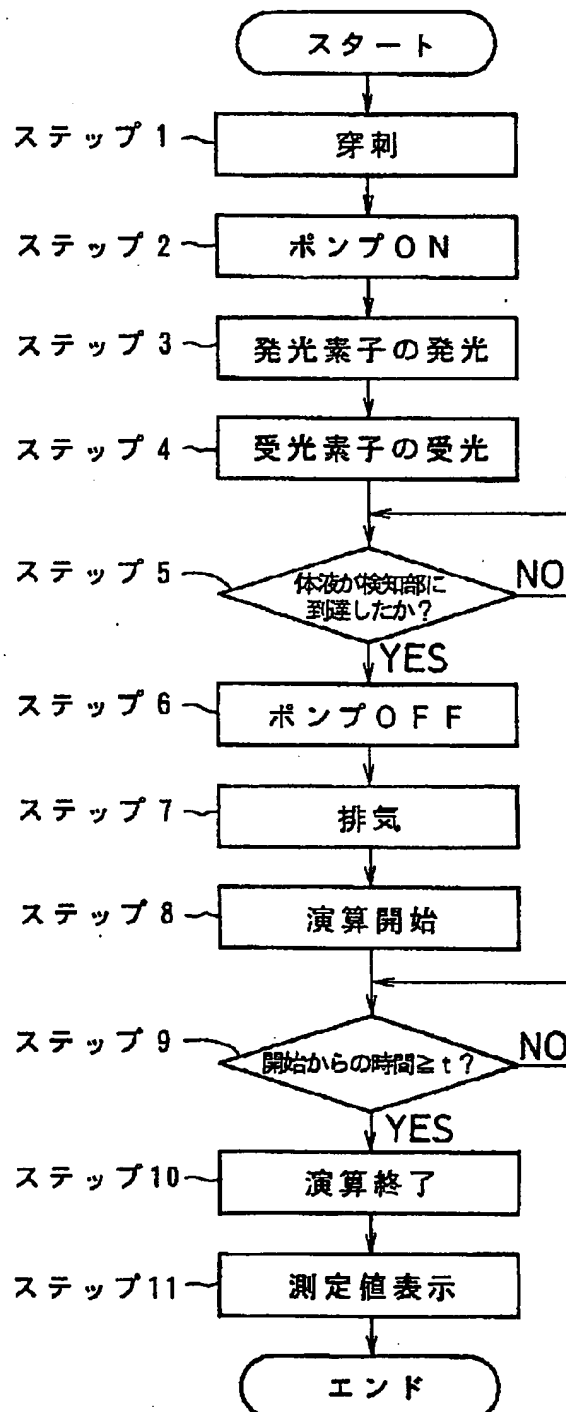 スタート
ステップ 1
穿刺
ステップ 2
ポンプON
ステップ 3
発光素子の発光
ステップ 4
受光素子の受光
ステップ 5
体液が検知部に
到達したか?
NO
YES
ステップ 6
ポンプOFF
ステップ 7
排気
ステップ 8
演算開始
ステップ 9
開始からの時間≧t?
NO
YES
ステップ10
演算終了
ステップ11
測定値表示
エンド